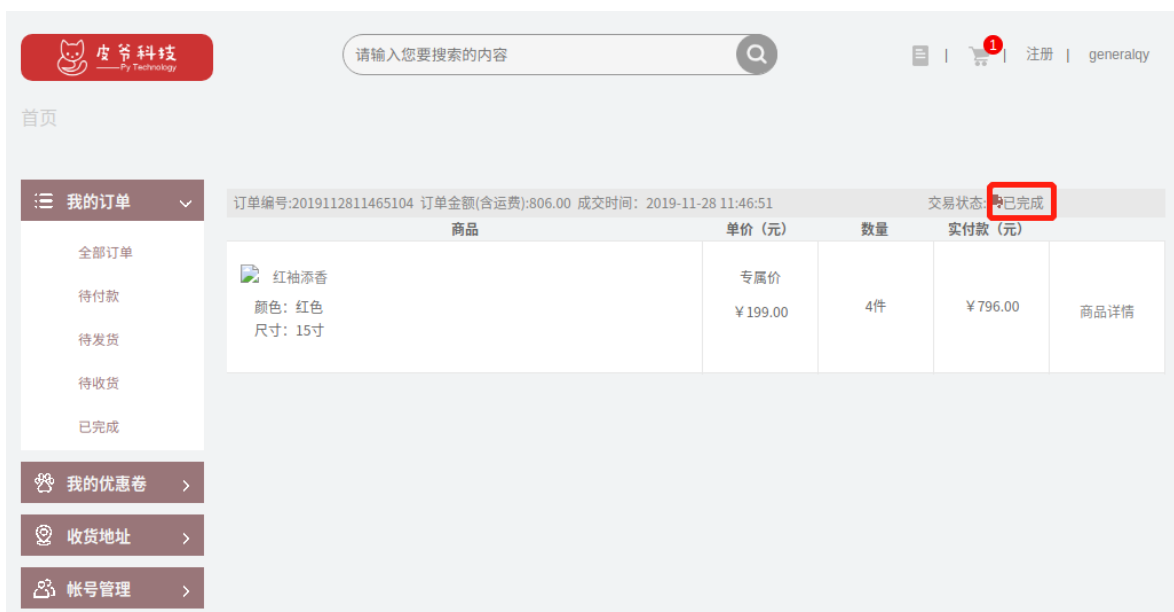 皮爷科技
Py Technology
请输入您要搜索的内容
1
| | 注册 | generalqy
首页
我的订单
全部订单
待付款
待发货
待收货
已完成
我的优惠卷
收货地址
帐号管理
订单编号:2019112811465104 订单金额(含运费):806.00 成交时间：2019-11-28 11:46:51 交易状态:已完成
商品 单价（元） 数量 实付款（元）
红袖添香
颜色：红色
尺寸：15寸
专属价
￥199.00
4件
￥796.00
商品详情